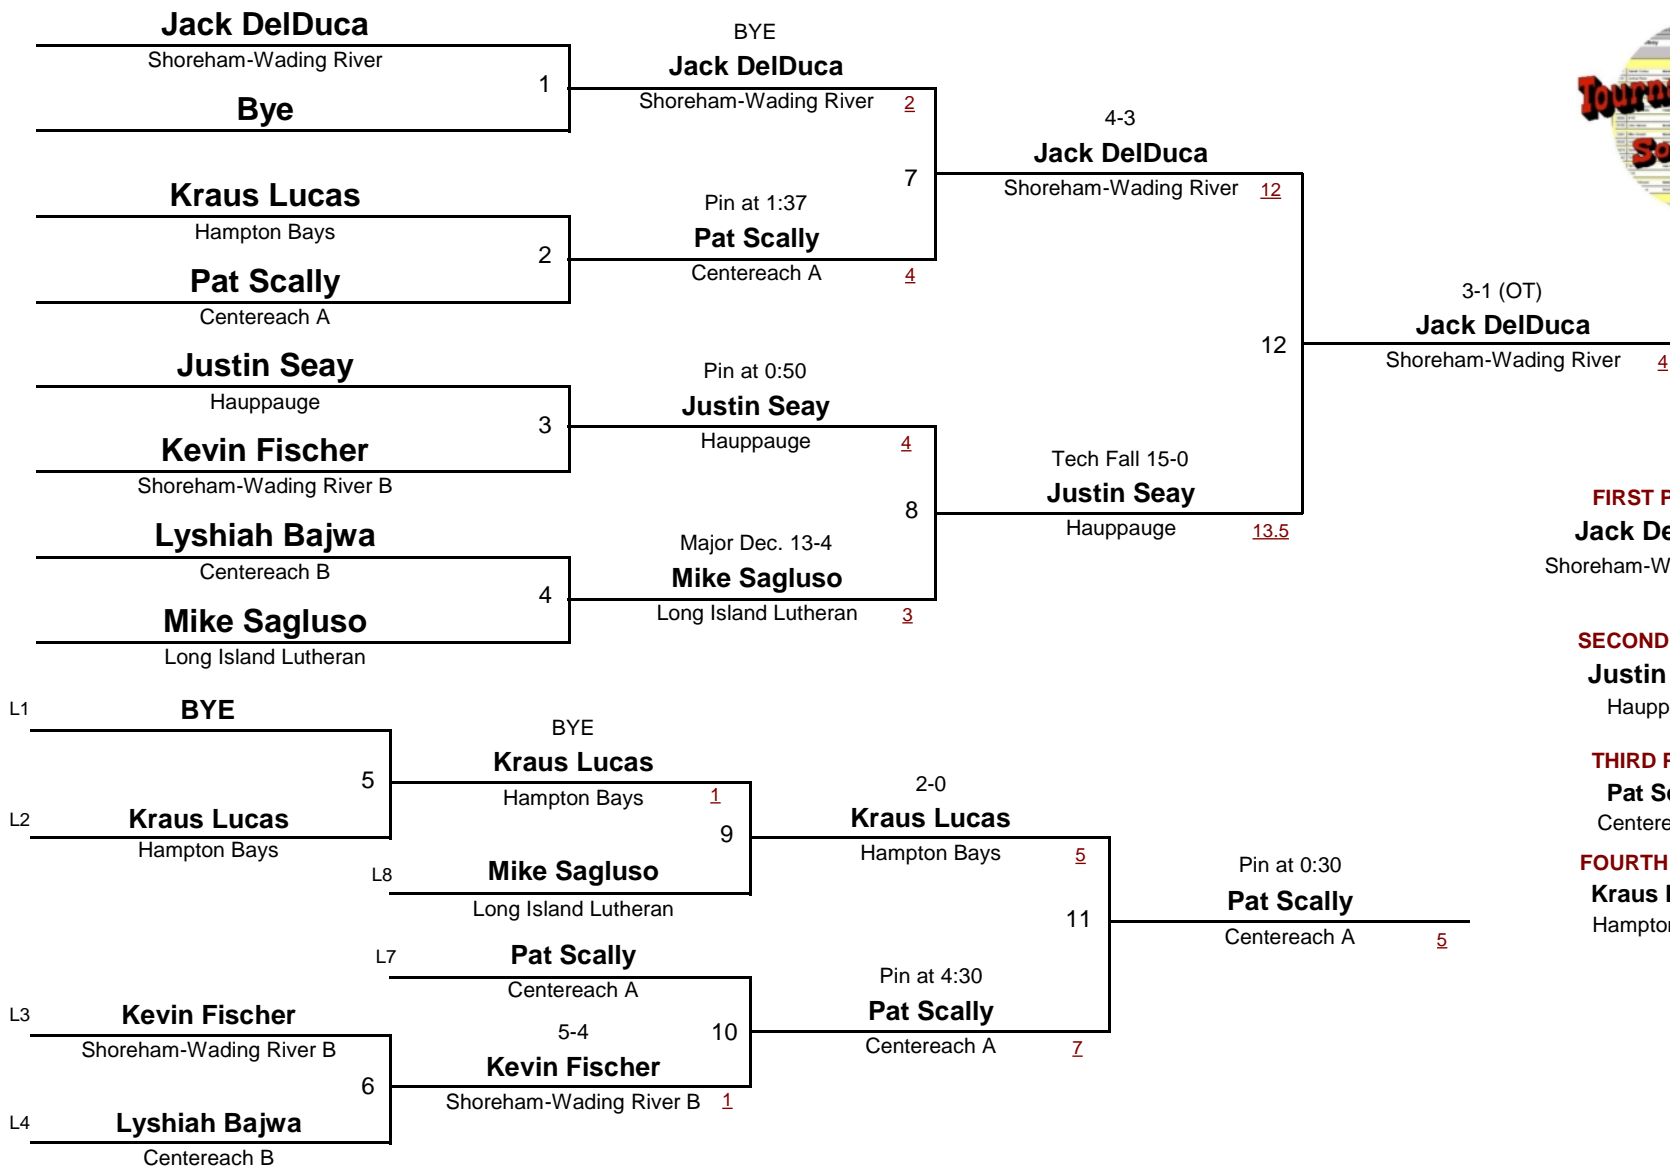 Jack DelDuca
Shoreham-Wading River
1
Bye
BYE
Jack DelDuca
Shoreham-Wading River 2
Kraus Lucas
Hampton Bays
2
Pat Scally
Centereach A
Pin at 1:37
Pat Scally
Centereach A 4
7
4-3
Jack DelDuca
Shoreham-Wading River 12
Justin Seay
Hauppauge
3
Kevin Fischer
Shoreham-Wading River B
Pin at 0:50
Justin Seay
Hauppauge 4
Lyshiah Bajwa
Centereach B
4
Mike Sagluso
Long Island Lutheran
Major Dec. 13-4
Mike Sagluso
Long Island Lutheran 3
8
Tech Fall 15-0
Justin Seay
Hauppauge 13.5
12
3-1 (OT)
Jack DelDuca
Shoreham-Wading River 4
L1 BYE
5
L2 Kraus Lucas
Hampton Bays
BYE
Kraus Lucas
Hampton Bays 1
9
L8 Mike Sagluso
Long Island Lutheran
2-0
Kraus Lucas
Hampton Bays 5
L7 Pat Scally
Centereach A
10
L3 Kevin Fischer
Shoreham-Wading River B
6
L4 Lyshiah Bajwa
Centereach B
5-4
Kevin Fischer
Shoreham-Wading River B 1
Pin at 4:30
Pat Scally
Centereach A 7
11
Pin at 0:30
Pat Scally
Centereach A 5
FIRST
Jack
SECOND
Justin
THIRD
Pat
FOURTH
Kraus